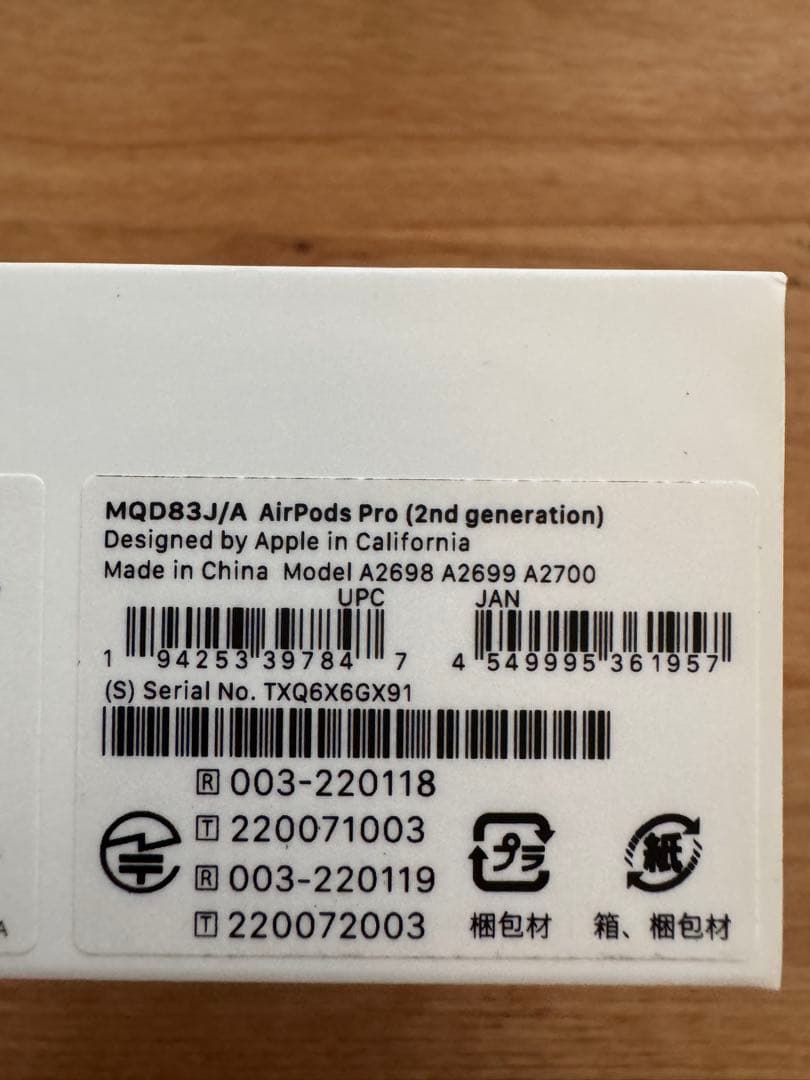 MQD83J/A AirPods Pro (2nd generation)
Designed by Apple in California
Made in China Model A2698 A2699 A2700
UPC JAN
1 94253 39784 7 4 549995 361957
(S) Serial No. TXQ6X6GX91
R 003-220118
T 220071003
R 003-220119
T 220072003
プラ 紙
梱包材 箱、梱包材
A